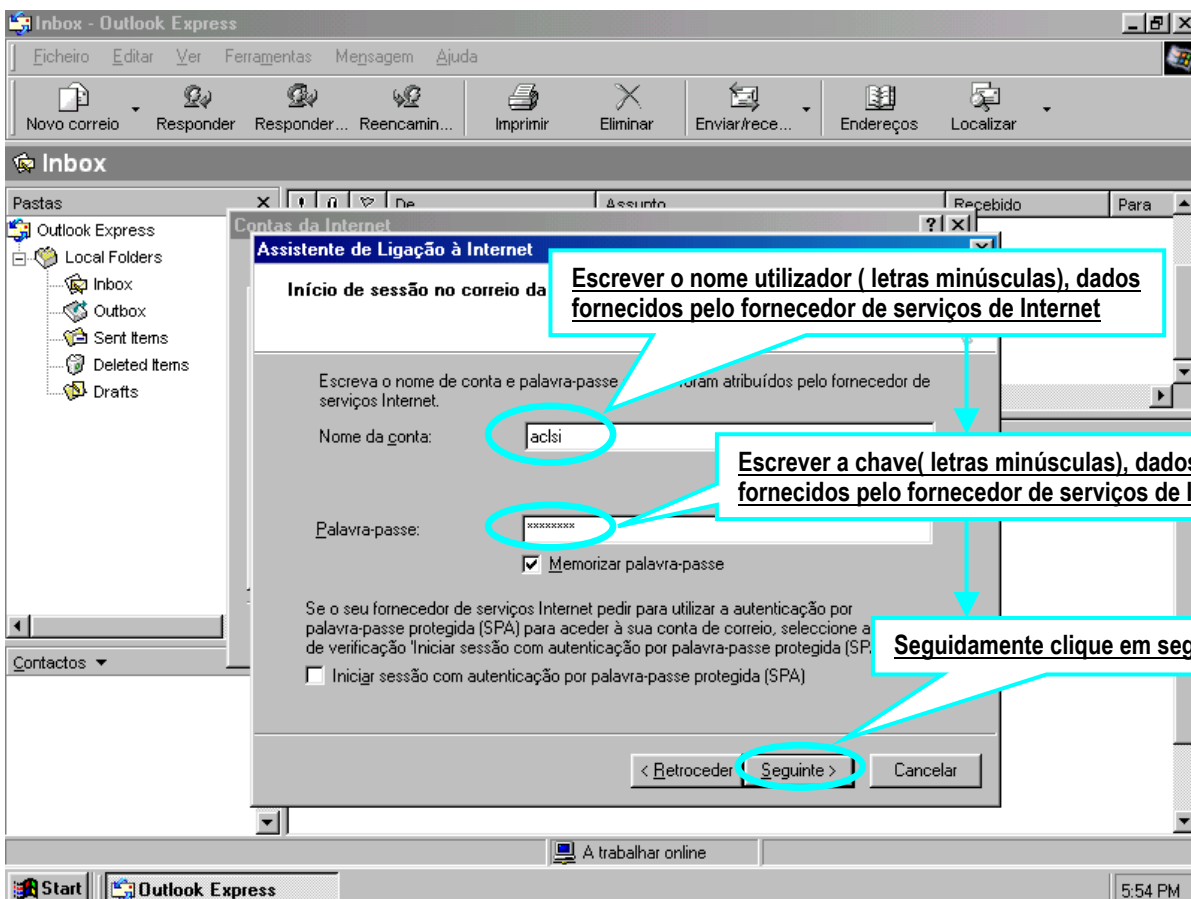 Inbox - Outlook Express
Ficheiro Editar Ver Ferramentas Mensagem Ajuda
Novo correio Responder Responder... Reencamin... Imprimir Eliminar Enviar/rece... Endereços Localizar
Inbox
Pastas
De Assunto Recebido Para
Outlook Express
Local Folders
Inbox
Outbox
Sent Items
Deleted Items
Drafts
Contactos
Contas da Internet
Assistente de Ligação à Internet
Início de sessão no correio da
Escrever o nome utilizador ( letras minúsculas), dados
fornecidos pelo fornecedor de serviços de Internet
Escreva o nome de conta e palavra-passe foram atribuídos pelo fornecedor de
serviços Internet.
Nome da conta: aclsi
Escrever a chave( letras minúsculas), dados
fornecidos pelo fornecedor de serviços de I
Palavra-passe: xxxxxxxx
Memorizar palavra-passe
Se o seu fornecedor de serviços Internet pedir para utilizar a autenticação por
palavra-passe protegida (SPA) para aceder à sua conta de correio, seleccione a
de verificação 'Iniciar sessão com autenticação por palavra-passe protegida (SP
Seguidamente clique em seg
Iniciar sessão com autenticação por palavra-passe protegida (SPA)
< Retroceder Seguinte > Cancelar
A trabalhar online
Start Outlook Express 5:54 PM